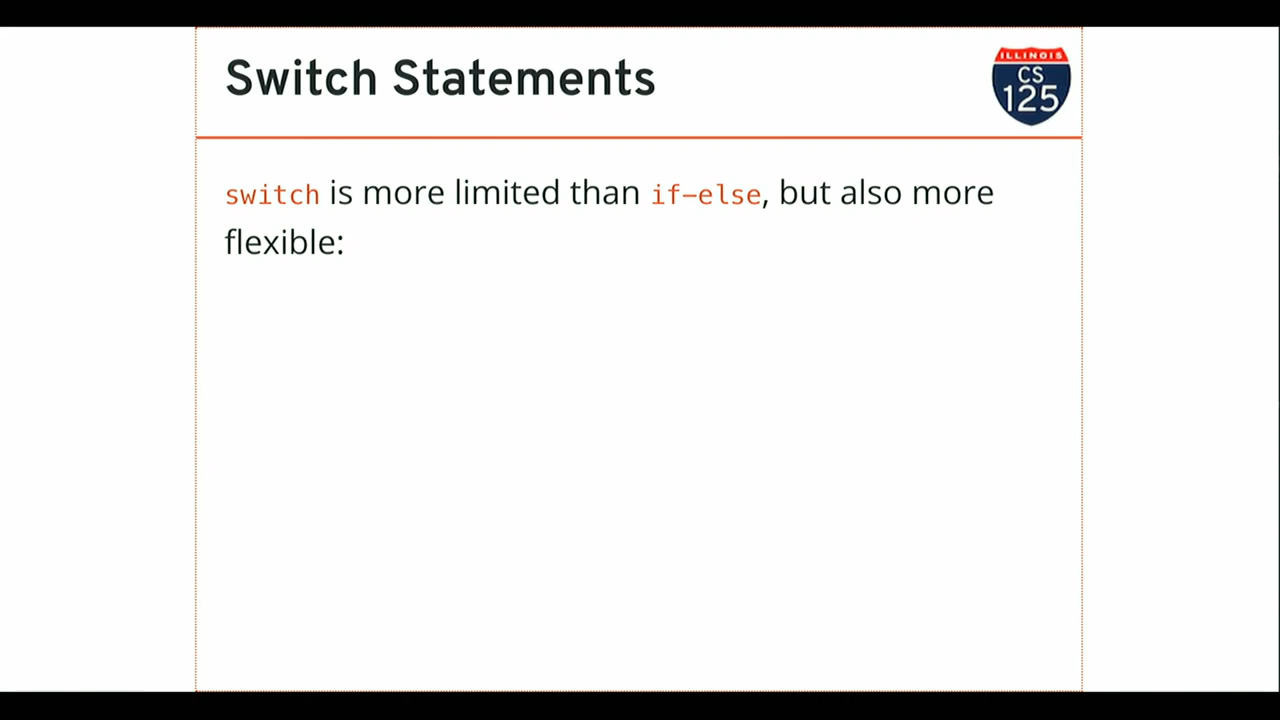 Switch Statements
ILLINOIS
CS
125
switch is more limited than if-else, but also more
flexible: